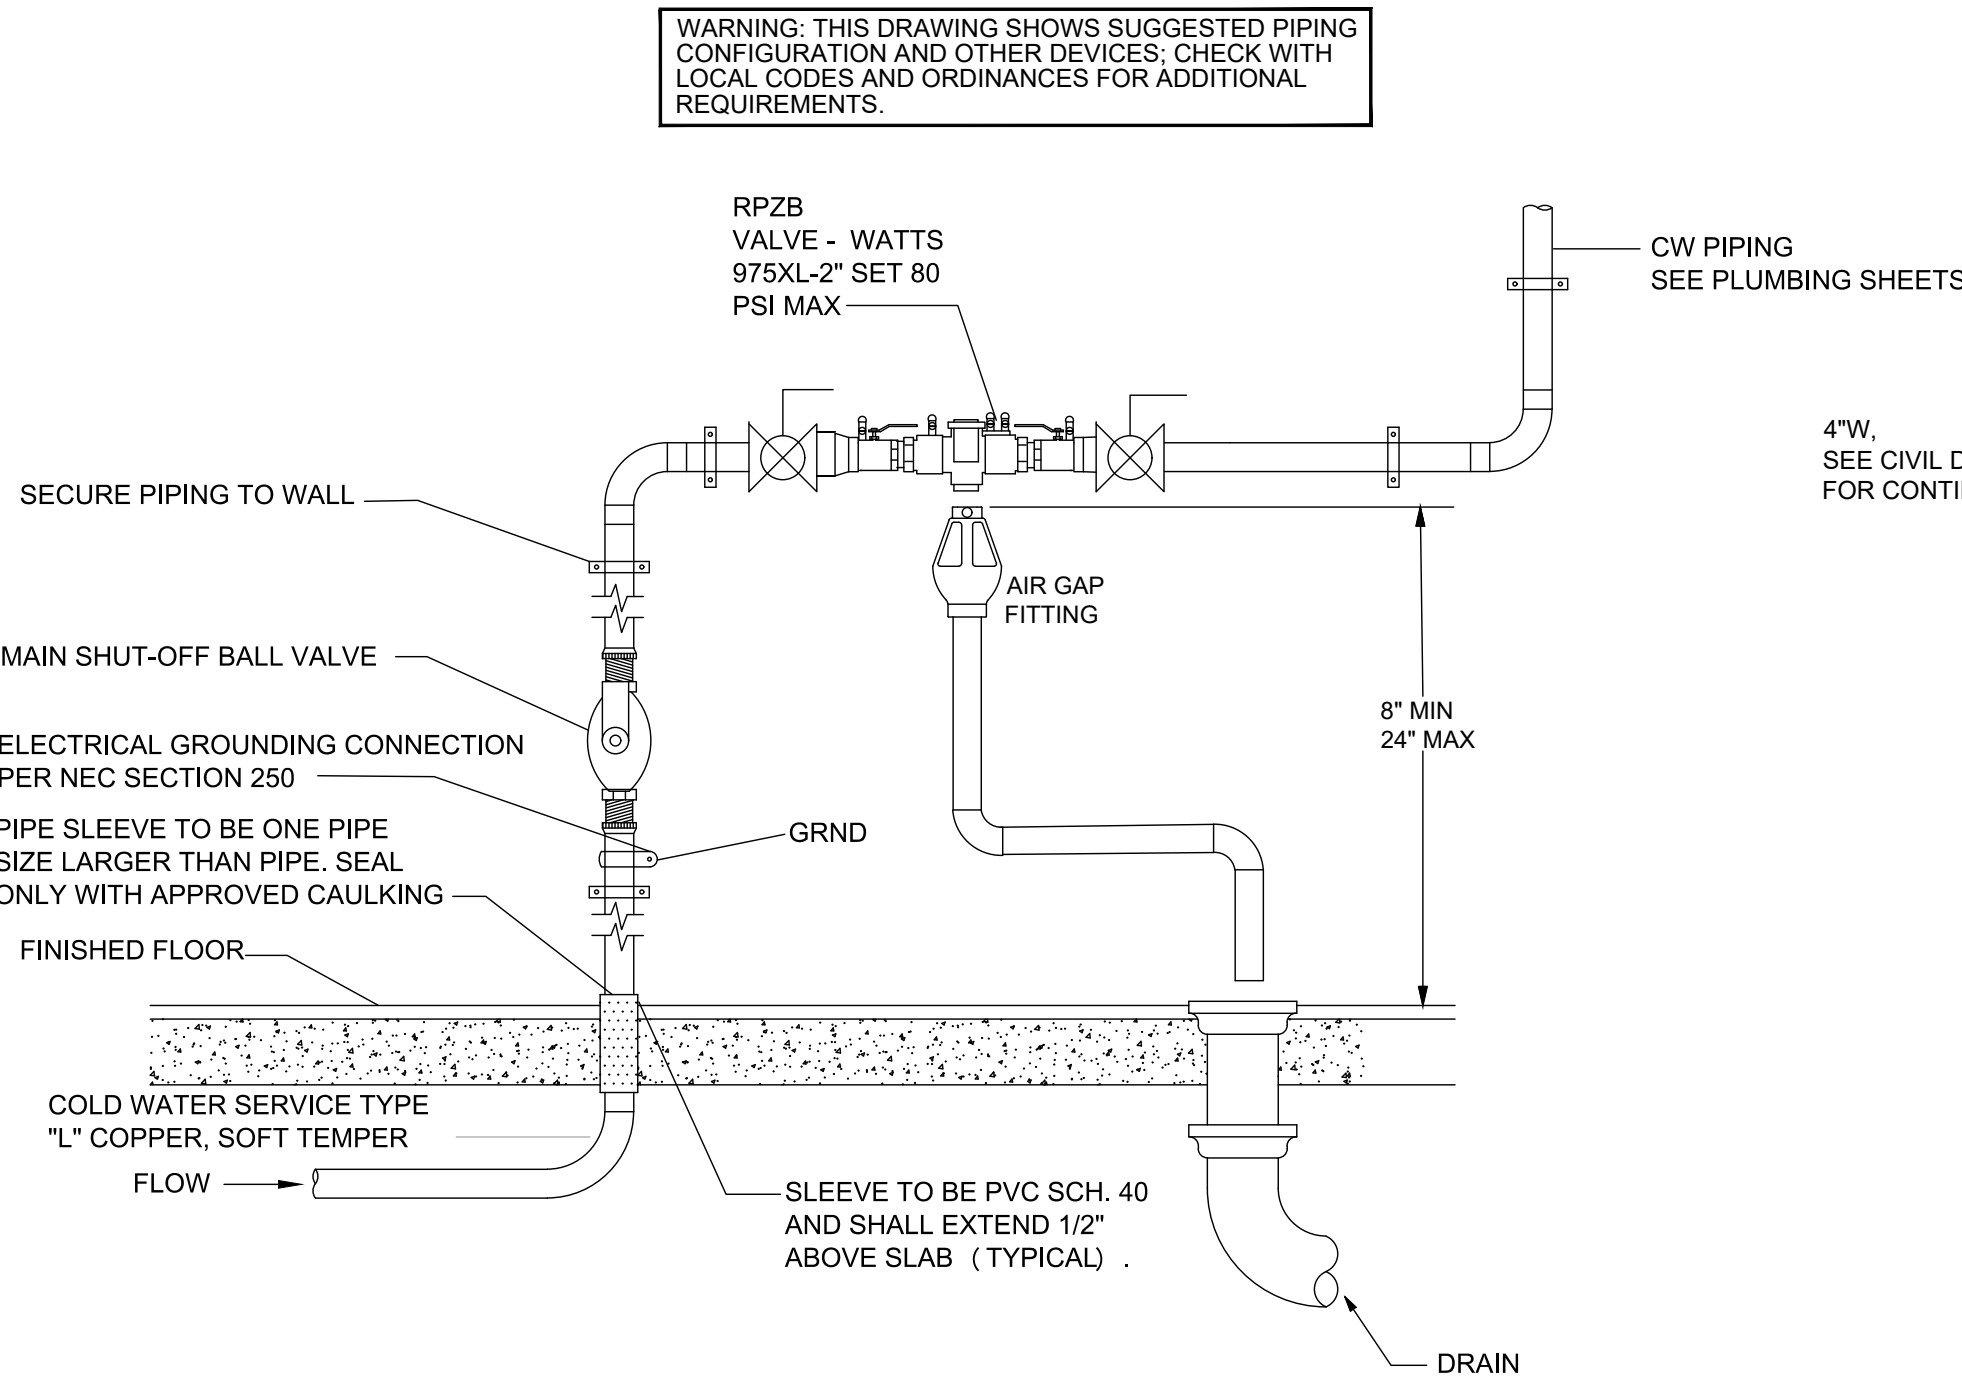 WARNING: THIS DRAWING SHOWS SUGGESTED PIPING
CONFIGURATION AND OTHER DEVICES; CHECK WITH
LOCAL CODES AND ORDINANCES FOR ADDITIONAL
REQUIREMENTS.
RPZB
VALVE - WATTS
975XL-2" SET 80
PSI MAX
CW PIPING
SEE PLUMBING SHEETS
4"W,
SEE CIVIL D
FOR CONTI
SECURE PIPING TO WALL
AIR GAP
FITTING
MAIN SHUT-OFF BALL VALVE
8" MIN
24" MAX
ELECTRICAL GROUNDING CONNECTION
PER NEC SECTION 250
PIPE SLEEVE TO BE ONE PIPE
SIZE LARGER THAN PIPE. SEAL
ONLY WITH APPROVED CAULKING
GRND
FINISHED FLOOR
COLD WATER SERVICE TYPE
"L" COPPER, SOFT TEMPER
FLOW
SLEEVE TO BE PVC SCH. 40
AND SHALL EXTEND 1/2"
ABOVE SLAB (TYPICAL) .
DRAIN